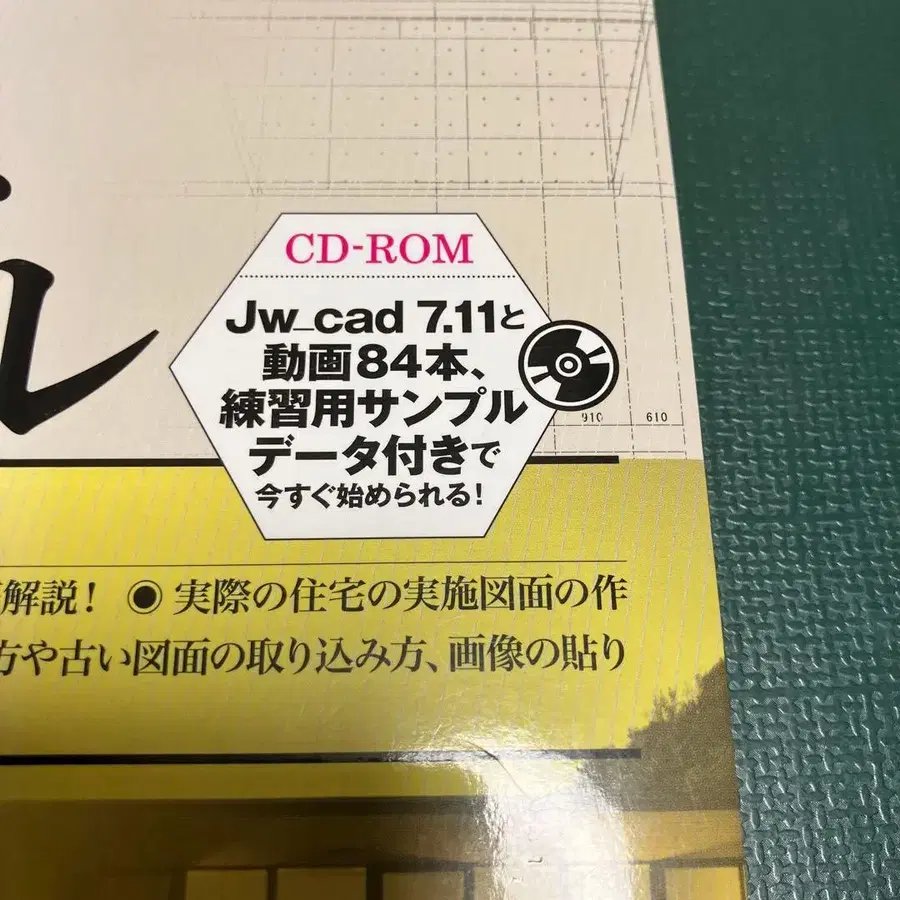 ル
CD-ROM
Jw_cad 7.11と
動画84本、
練習用サンプル
データ付きで
今すぐ始められる!
910 610
解説! ◉ 実際の住宅の実施図面の作
方や古い図面の取り込み方、画像の貼り